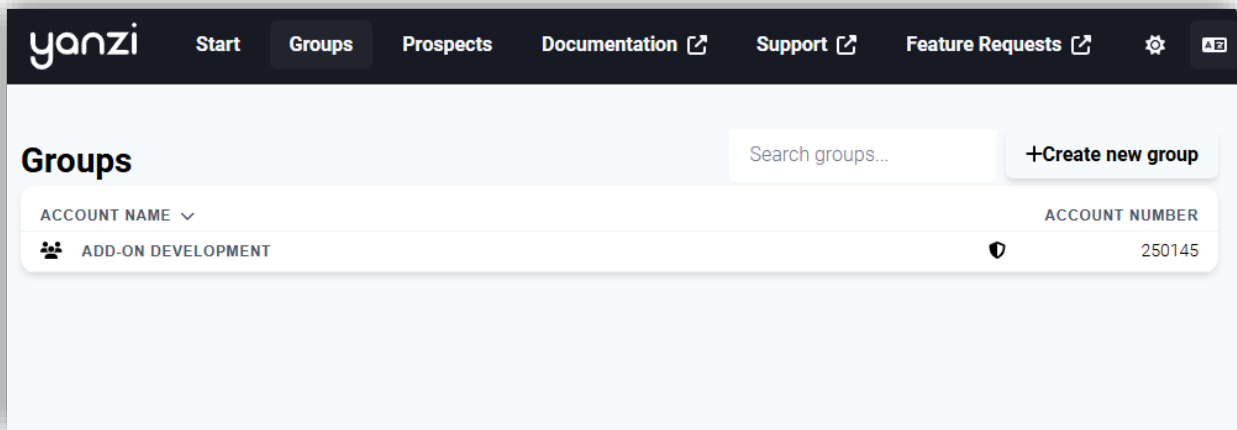 yanzi Start Groups Prospects Documentation Support Feature Requests
Groups Search groups... +Create new group
ACCOUNT NAME ACCOUNT NUMBER
ADD-ON DEVELOPMENT 250145